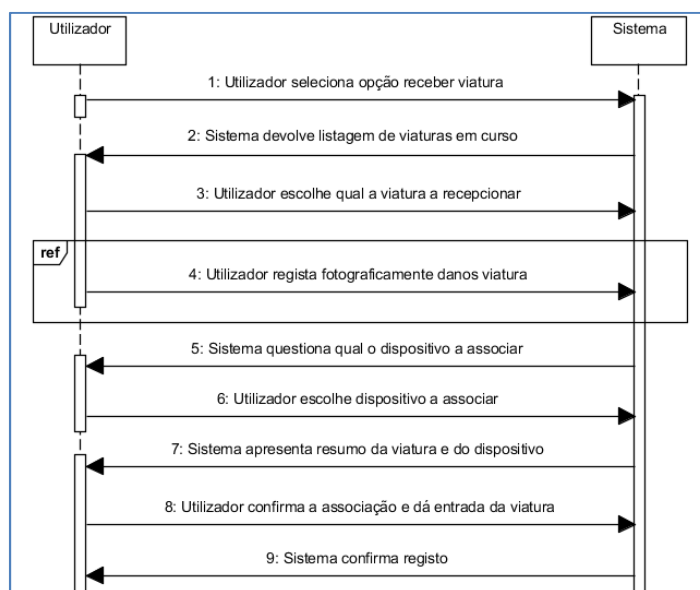 Utilizador
Sistema
1: Utilizador seleciona opção receber viatura
2: Sistema devolve listagem de viaturas em curso
3: Utilizador escolhe qual a viatura a recepcionar
ref
4: Utilizador regista fotograficamente danos viatura
5: Sistema questiona qual o dispositivo a associar
6: Utilizador escolhe dispositivo a associar
7: Sistema apresenta resumo da viatura e do dispositivo
8: Utilizador confirma a associação e dá entrada da viatura
9: Sistema confirma registo